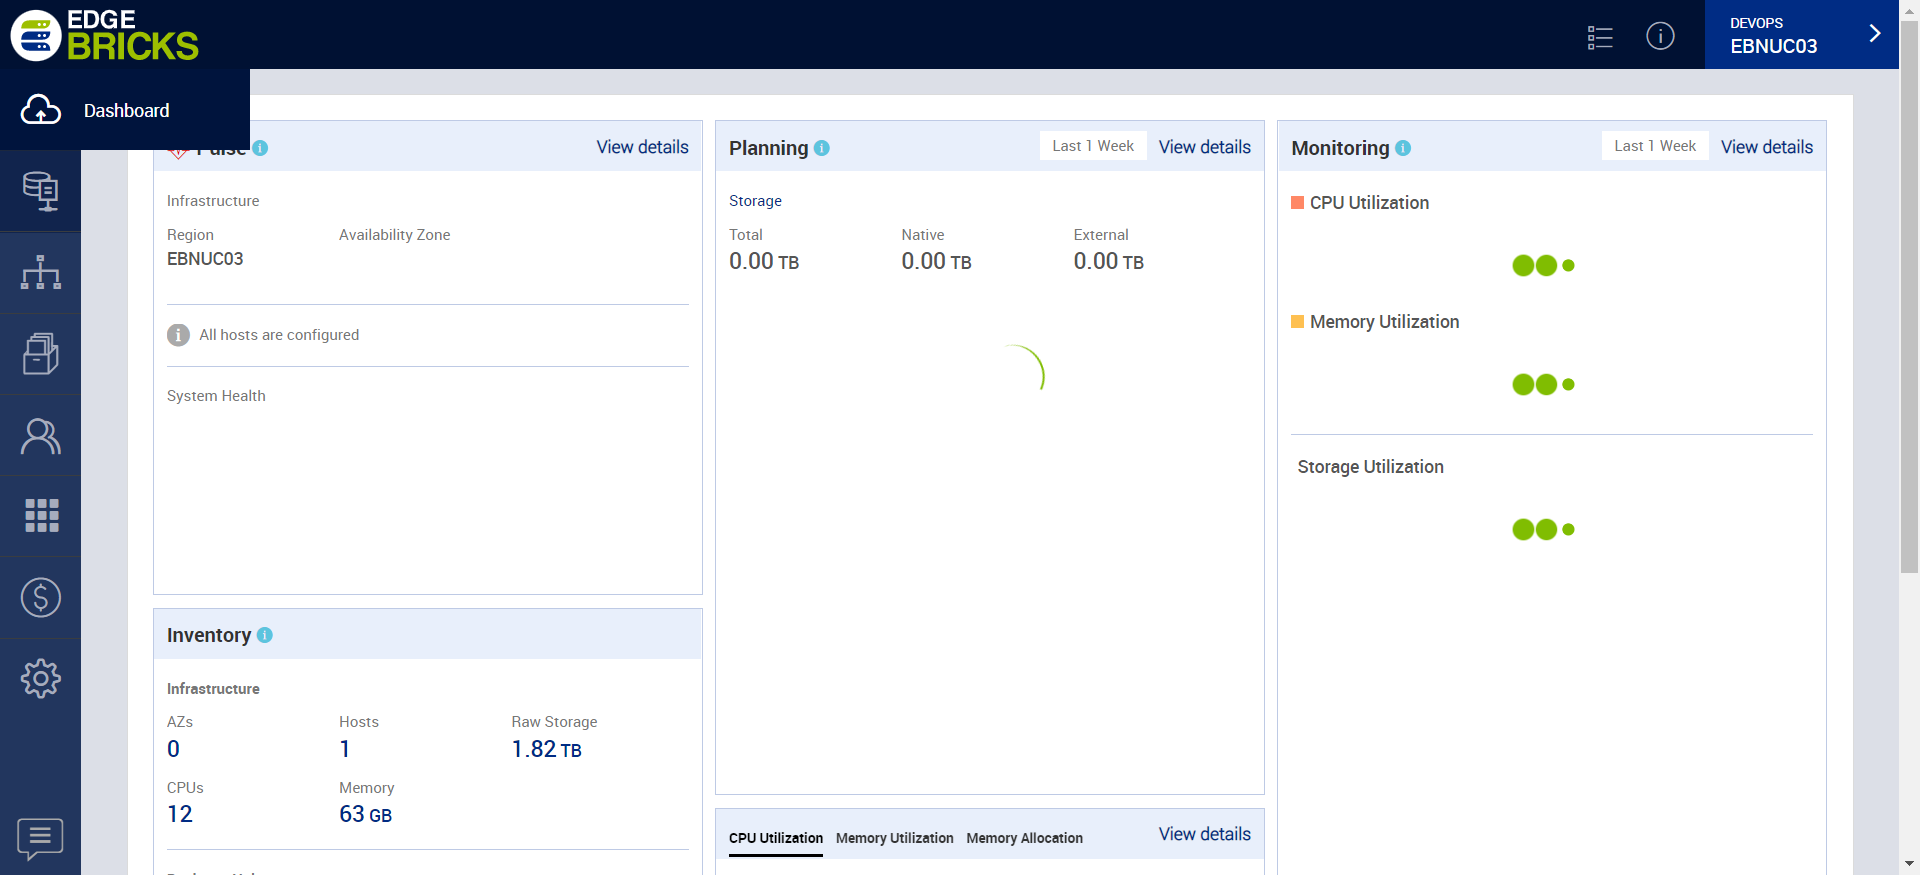 EDGE
BRICKS
DEVOPS
EBNUC03
Dashboard
Pulse
View details
Infrastructure
Region
Availability Zone
EBNUC03
All hosts are configured
System Health
Planning
Last 1 Week
View details
Storage
Total
Native
External
0.00 TB
0.00 TB
0.00 TB
Monitoring
Last 1 Week
View details
CPU Utilization
Memory Utilization
Storage Utilization
Inventory
Infrastructure
AZs
Hosts
Raw Storage
0
1
1.82 TB
CPUs
Memory
12
63 GB
CPU Utilization
Memory Utilization
Memory Allocation
View details